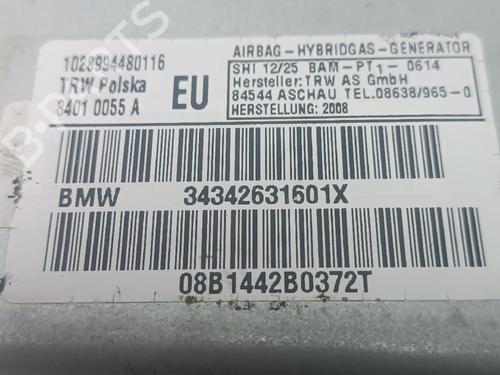 1028994480116
TRW Polska
8401 0055 A
EU
AIRBAG-HYBRIDGAS-GENERATOR
SHI 12/25 BAM-PT1-0614
Hersteller:TRW AS GmbH
84544 ASCHAU TEL.08638/965-0
HERSTELLUNG: 2008
BMW 34342631601X
08B1442B0372T